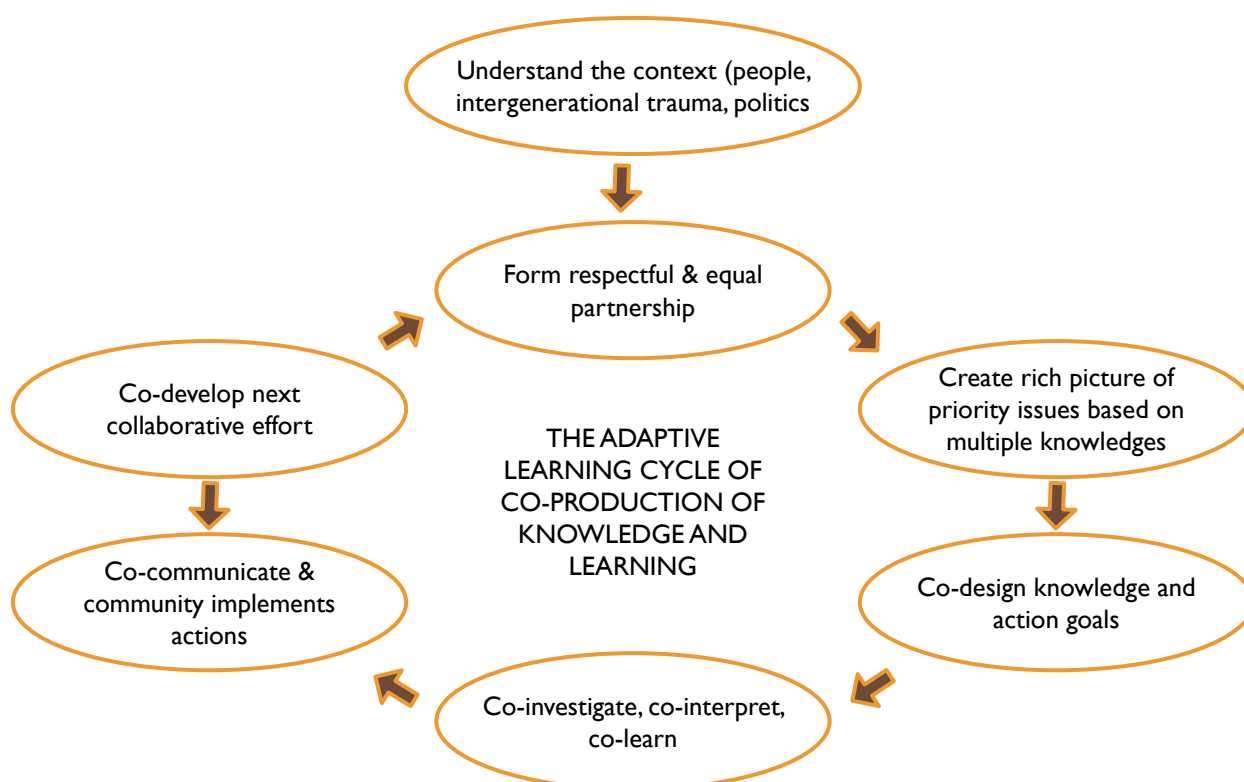 Understand the context (people,
intergenerational trauma, politics
Form respectful & equal
partnership
Create rich picture of
priority issues based on
multiple knowledges
Co-design knowledge and
action goals
Co-investigate, co-interpret,
co-learn
Co-communicate &
community implements
actions
Co-develop next
collaborative effort
THE ADAPTIVE
LEARNING CYCLE OF
CO-PRODUCTION OF
KNOWLEDGE AND
LEARNING